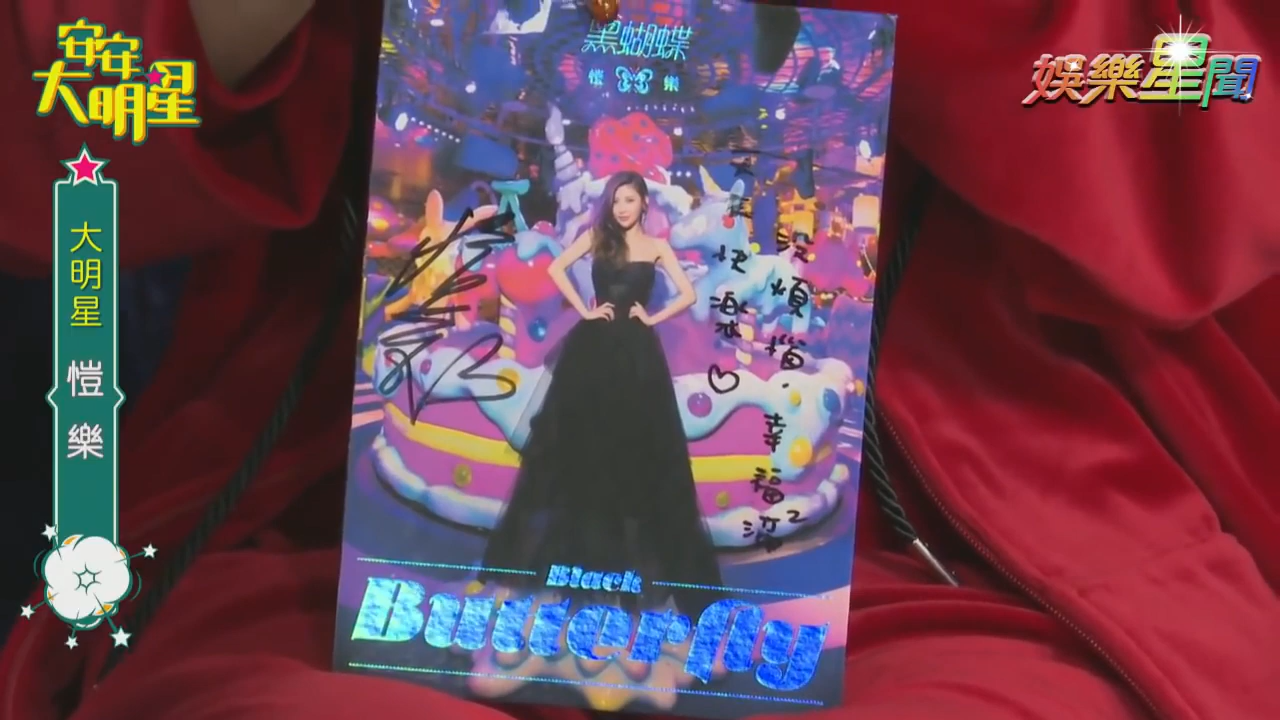 安安
大明星
娛樂星聞
大明星 愷樂
黑蝴蝶
愷 樂
天天快樂♡
沒煩惱.幸福滿2
Black
Butterfly